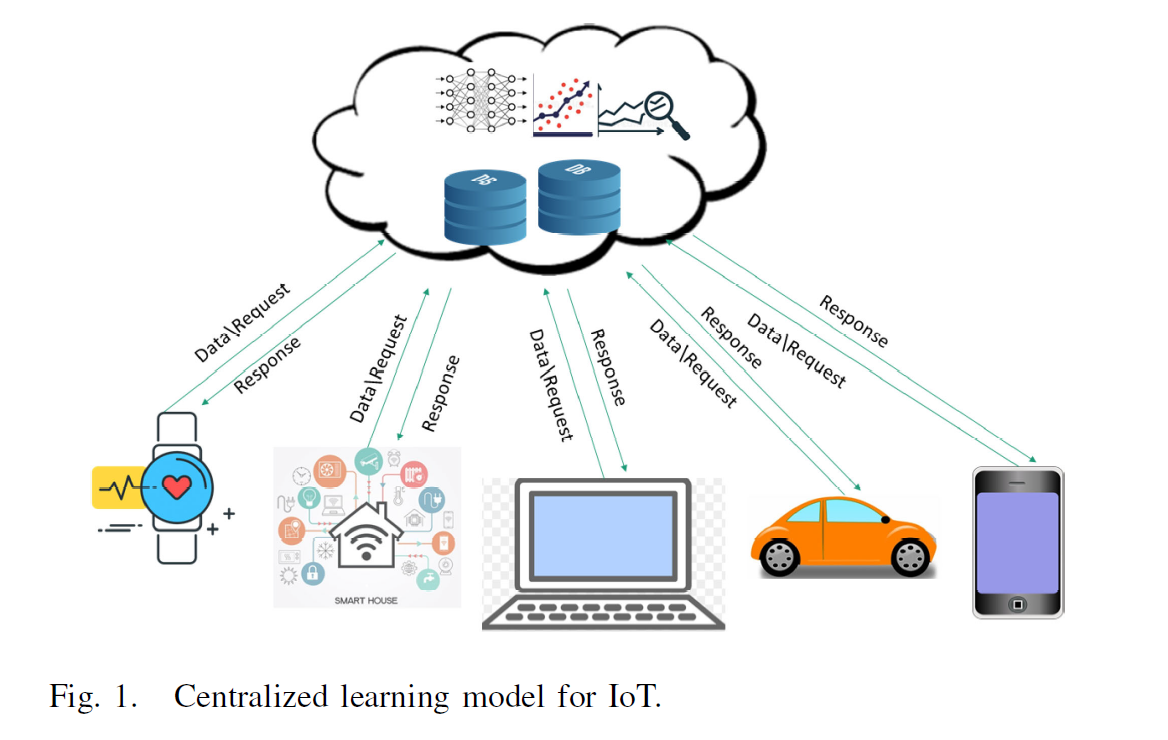 DB
DB
Data\Request
Response
Data\Request
Response
Data\Request
Response
Data\Request
Response
Data\Request
Response
SMART HOUSE
Fig. 1. Centralized learning model for IoT.